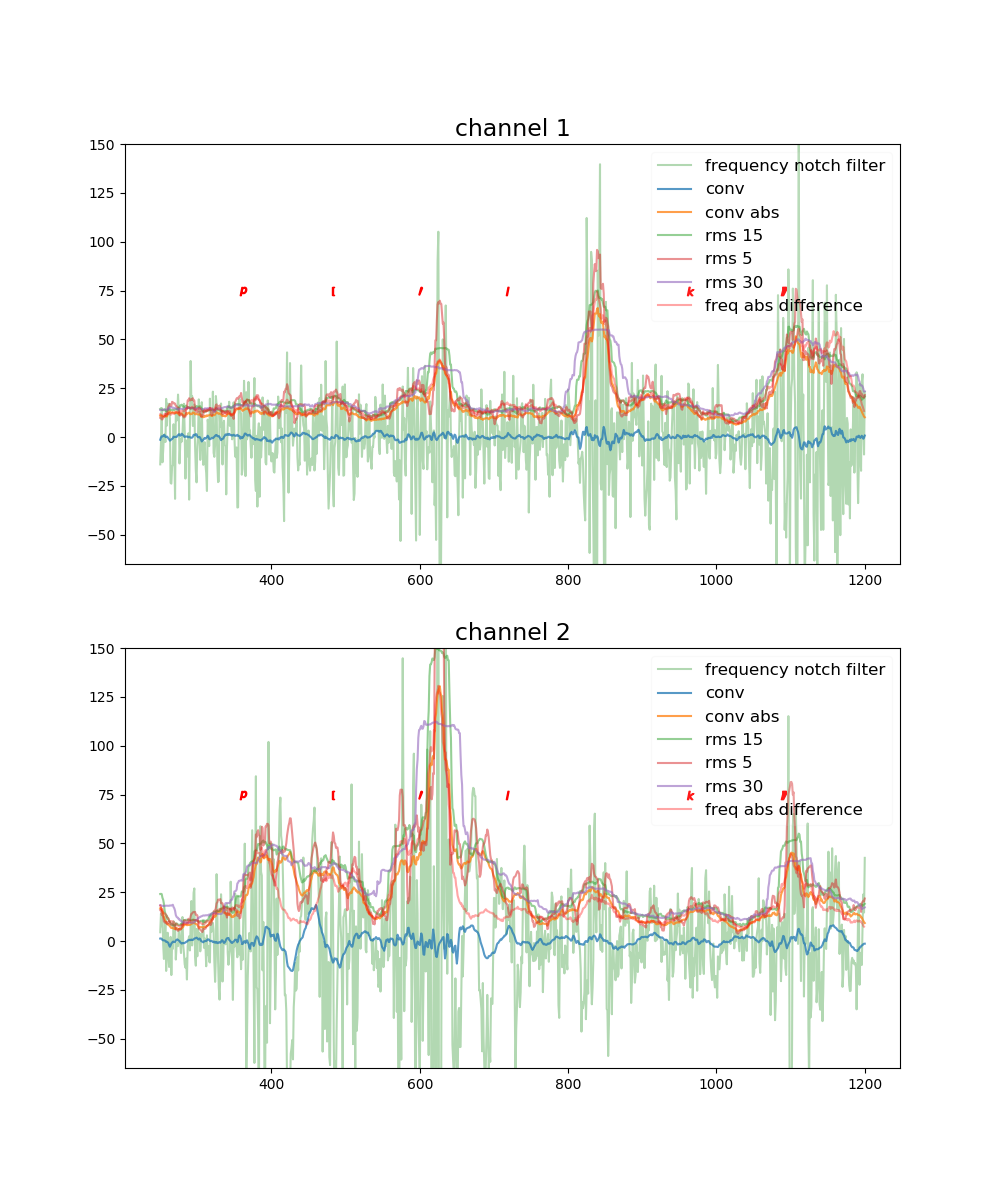 channel 1
150
125
100
75
50
25
0
−25
−50
400 600 800 1000 1200
frequency notch filter
conv
conv abs
rms 15
rms 5
rms 30
freq abs difference
p [ l k
channel 2
150
125
100
75
50
25
0
−25
−50
400 600 800 1000 1200
frequency notch filter
conv
conv abs
rms 15
rms 5
rms 30
freq abs difference
p [ l k